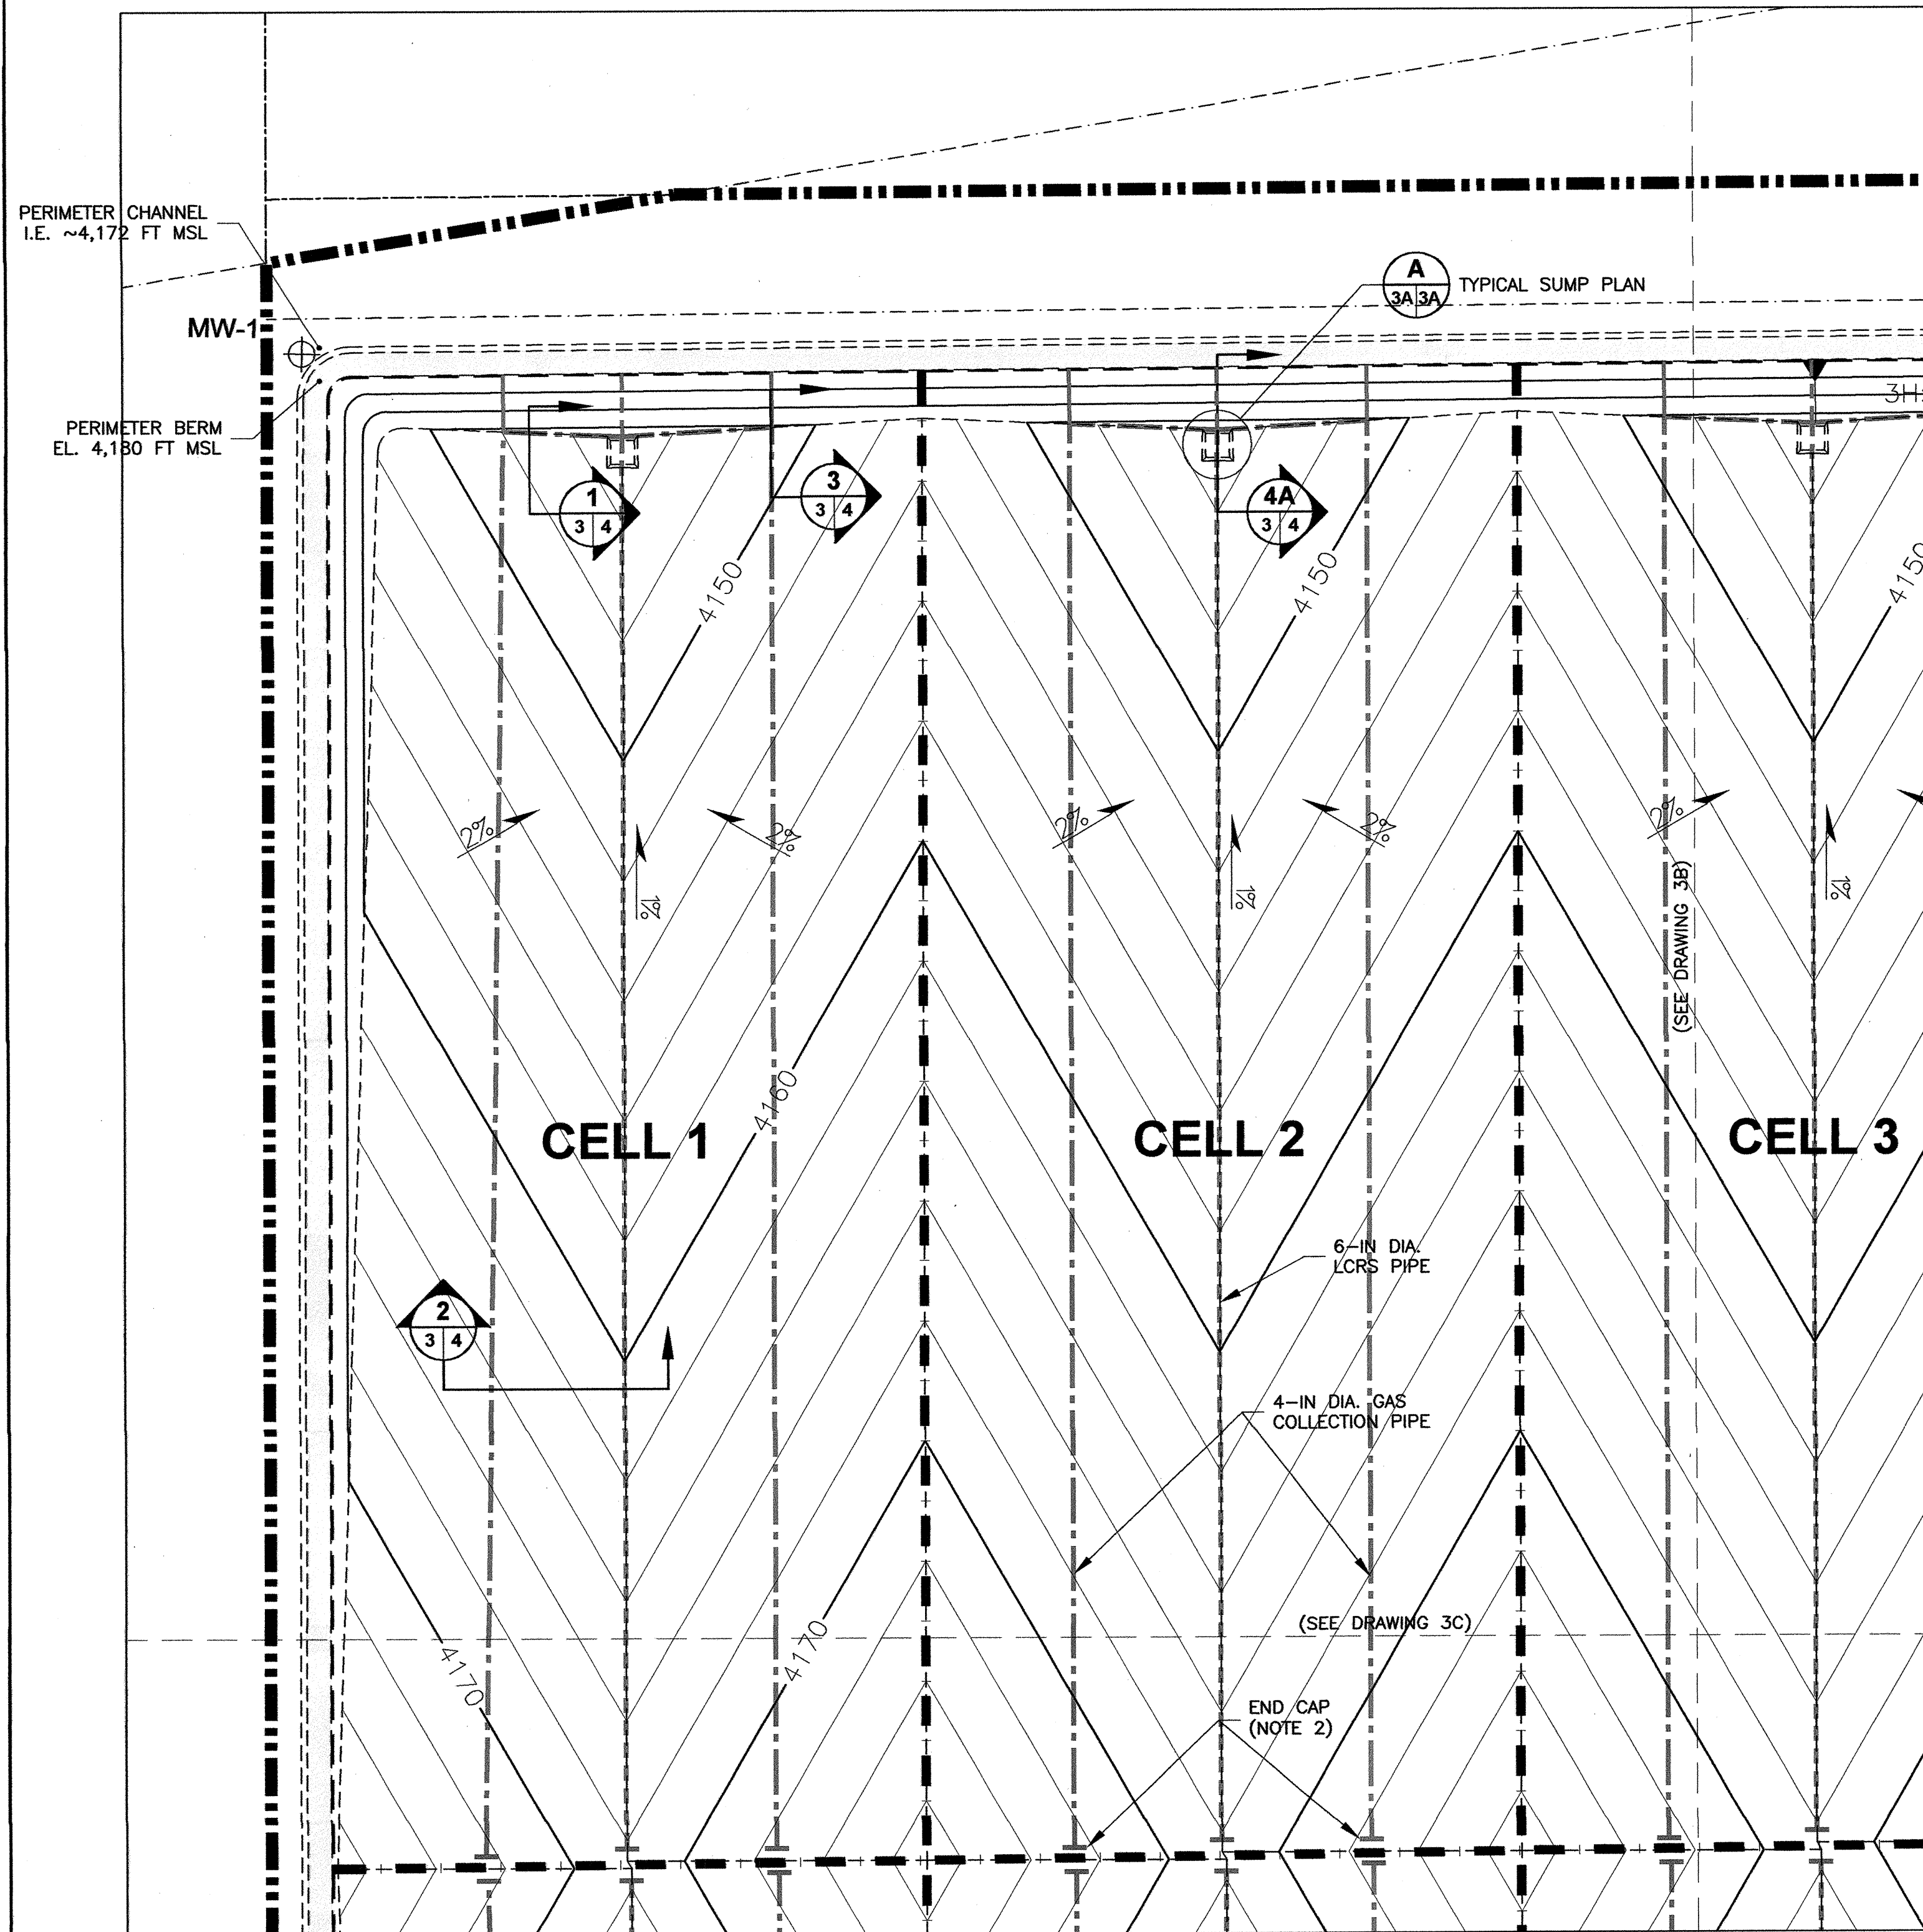 PERIMETER CHANNEL
I.E. ~4,172 FT MSL
A
3A 3A
TYPICAL SUMP PLAN
MW-1
PERIMETER BERM
EL. 4,180 FT MSL
1
3 4
3
3 4
4A
3 4
4150
4150
4150
2%
2%
2%
2%
2%
1%
1%
1%
(SEE DRAWING 3B)
4160
CELL 1
CELL 2
CELL 3
6-IN DIA.
LCRS PIPE
2
3 4
4-IN DIA. GAS
COLLECTION PIPE
(SEE DRAWING 3C)
4170
4170
END CAP
(NOTE 2)